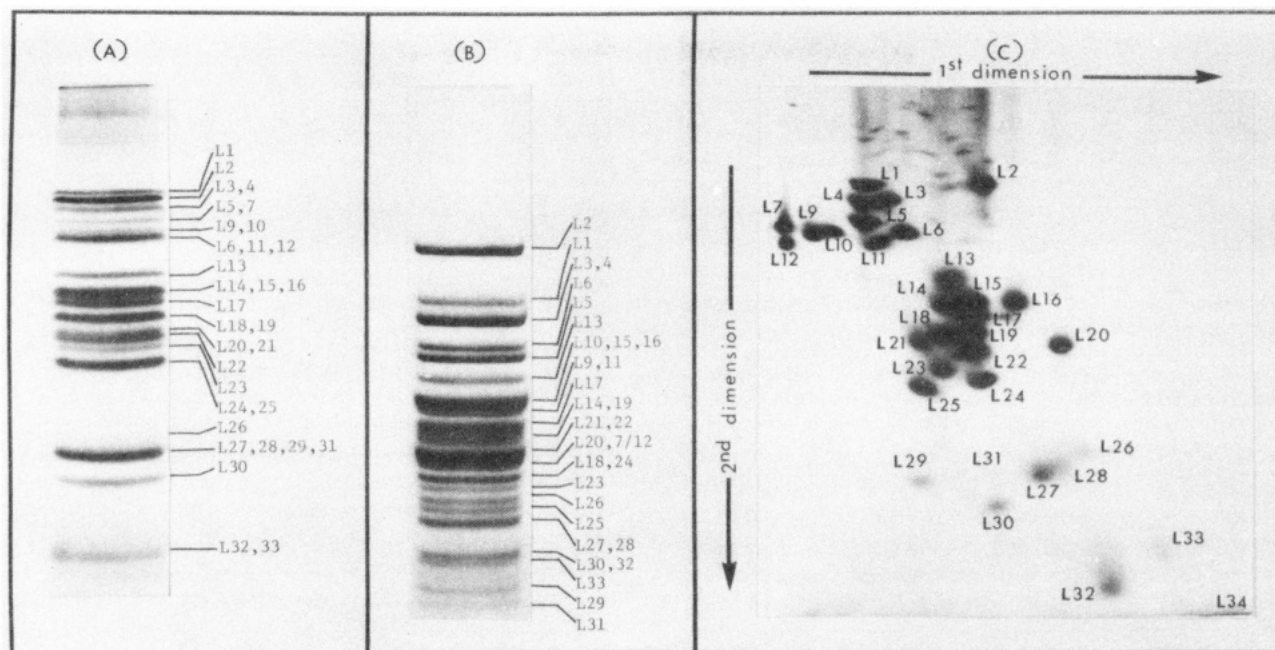 (A)
L1
L2
L3,4
L5,7
L9,10
L6,11,12
L13
L14,15,16
L17
L18,19
L20,21
L22
L23
L24,25
L26
L27,28,29,31
L30
L32,33
(B)
L2
L1
L3,4
L6
L5
L13
L10,15,16
L9,11
L17
L14,19
L21,22
L20,7/12
L18,24
L23
L26
L25
L27,28
L30,32
L33
L29
L31
(C)
1st dimension
2nd dimension
L1
L2
L4
L3
L7
L9
L5
L6
L12
L10
L11
L13
L14
L15
L16
L18
L17
L21
L19
L20
L23
L22
L25
L24
L29
L31
L26
L28
L27
L30
L33
L32
L34